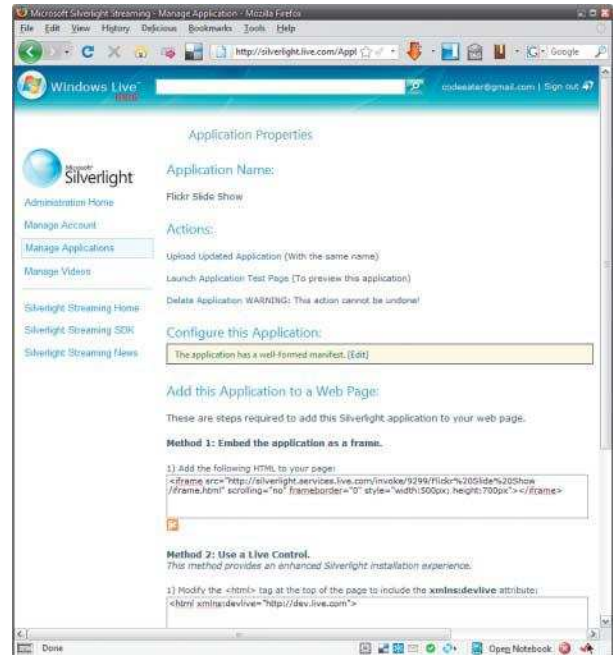 Microsoft Silverlight Streaming - Manage Application - Mozilla Firefox
File Edit View History Delicious Bookmarks Tools Help
http://silverlight.live.com/Appl
Google
Windows Live™
codeeater@gmail.com | Sign out
Application Properties
Microsoft®
Silverlight
Administration Home
Manage Account
Manage Applications
Manage Videos
Silverlight Streaming Home
Silverlight Streaming SDK
Silverlight Streaming News
Application Name:
Flickr Slide Show
Actions:
Upload Updated Application (With the same name)
Launch Application Test Page (To preview this application)
Delete Application WARNING: This action cannot be undone!
Configure this Application:
The application has a well-formed manifest. [Edit]
Add this Application to a Web Page:
These are steps required to add this Silverlight application to your web page.
Method 1: Embed the application as a frame.
1) Add the following HTML to your page:
<iframe src="http://silverlight.services.live.com/invoke/9299/Flickr%20Slide%20Show
/iframe.html" scrolling="no" frameborder="0" style="width:500px; height:700px"></iframe>
Method 2: Use a Live Control.
This method provides an enhanced Silverlight installation experience.
1) Modify the <html> tag at the top of the page to include the xmlns:devlive attribute:
<html xmlns:devlive="http://dev.live.com">
Done
Open Notebook